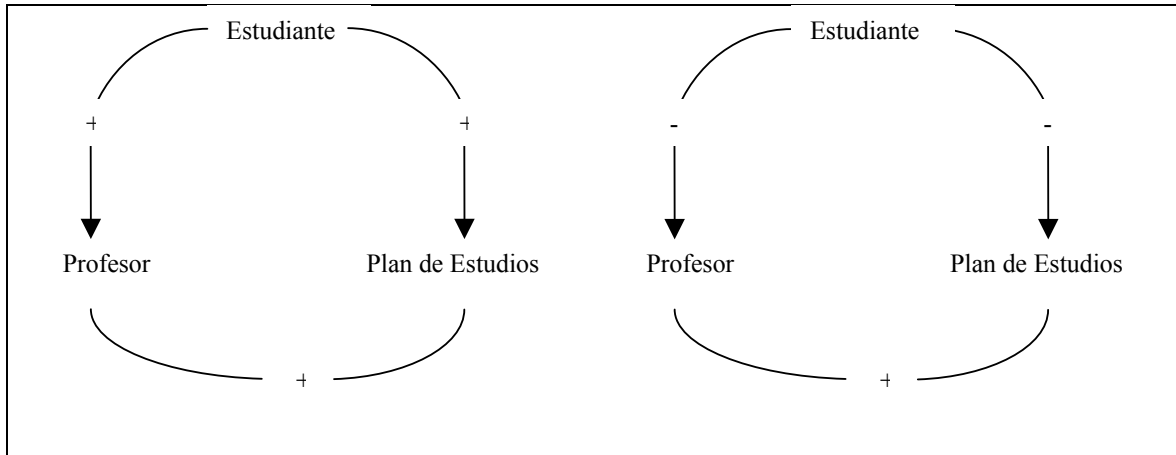 Estudiante Estudiante
+ + - -
Profesor Plan de Estudios Profesor Plan de Estudios
+ +